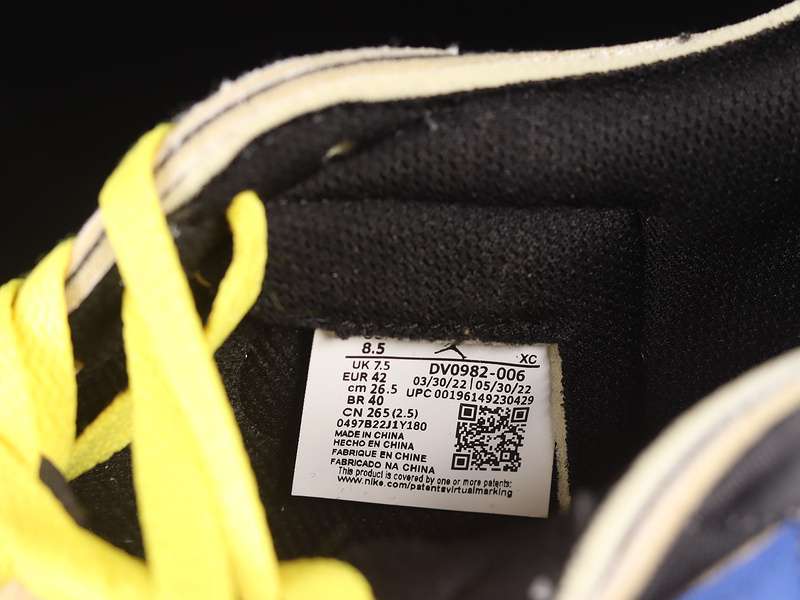 8.5
XC
UK 7.5
DV0982-006
EUR 42
03/30/22 05/30/22
cm 26.5
UPC 00196149230429
BR 40
CN 265 (2.5)
0497B22J1Y180
MADE IN CHINA
HECHO EN CHINA
FABRIQUE EN CHINE
FABRICADO NA CHINA
This product is covered by one or more patents:
www.nike.com/patentsvirtualmarking